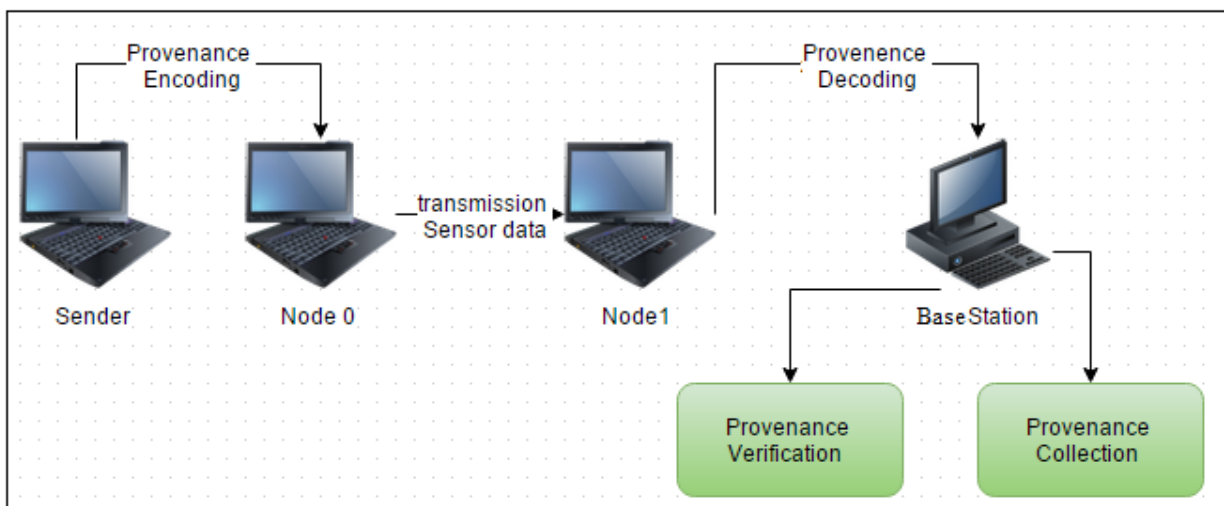 Provenance
Encoding
Provenence
Decoding
transmission
Sensor data
Sender
Node 0
Node1
BaseStation
Provenance
Verification
Provenance
Collection